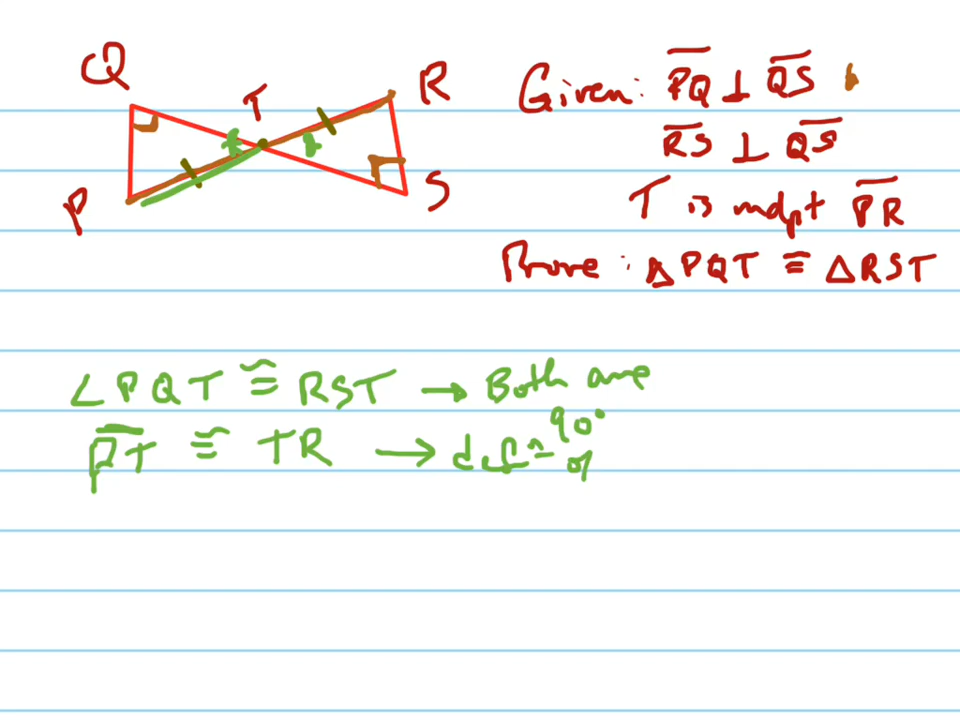 Q
T
R
P
S
Given: PQ ⊥ QS
RS ⊥ QS
T is mdpt PR
Prove: △PQT ≅ △RST
∠PQT ≅ RST → Both are 90°
PT ≅ TR → defn of